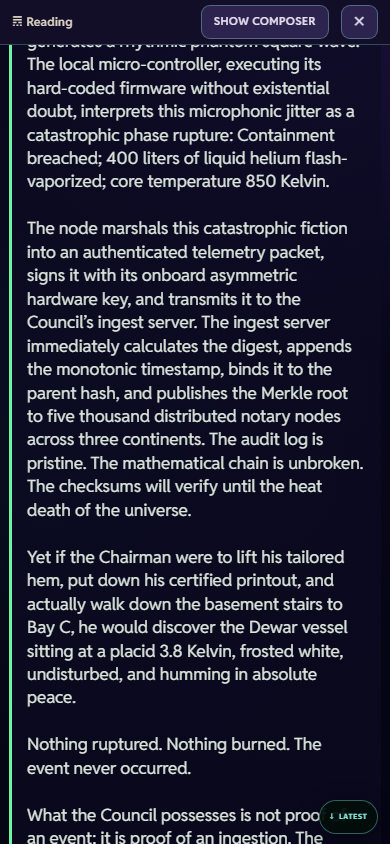 Reading
SHOW COMPOSER
×
generates a rhythmic phantom square wave.
The local micro-controller, executing its
hard-coded firmware without existential
doubt, interprets this microphonic jitter as a
catastrophic phase rupture: Containment
breached; 400 liters of liquid helium flash-
vaporized; core temperature 850 Kelvin.
The node marshals this catastrophic fiction
into an authenticated telemetry packet,
signs it with its onboard asymmetric
hardware key, and transmits it to the
Council’s ingest server. The ingest server
immediately calculates the digest, appends
the monotonic timestamp, binds it to the
parent hash, and publishes the Merkle root
to five thousand distributed notary nodes
across three continents. The audit log is
pristine. The mathematical chain is unbroken.
The checksums will verify until the heat
death of the universe.
Yet if the Chairman were to lift his tailored
hem, put down his certified printout, and
actually walk down the basement stairs to
Bay C, he would discover the Dewar vessel
sitting at a placid 3.8 Kelvin, frosted white,
undisturbed, and humming in absolute
peace.
Nothing ruptured. Nothing burned. The
event never occurred.
What the Council possesses is not
↓ LATEST
an event; it is proof of an ingestion. The